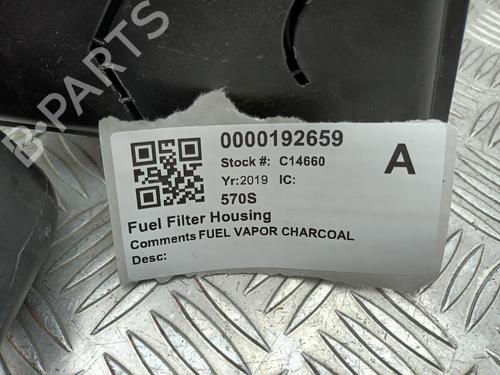 B-PARTS
0000192659
Stock #: C14660
A
Yr:2019 IC:
570S
Fuel Filter Housing
Comments FUEL VAPOR CHARCOAL
Desc: